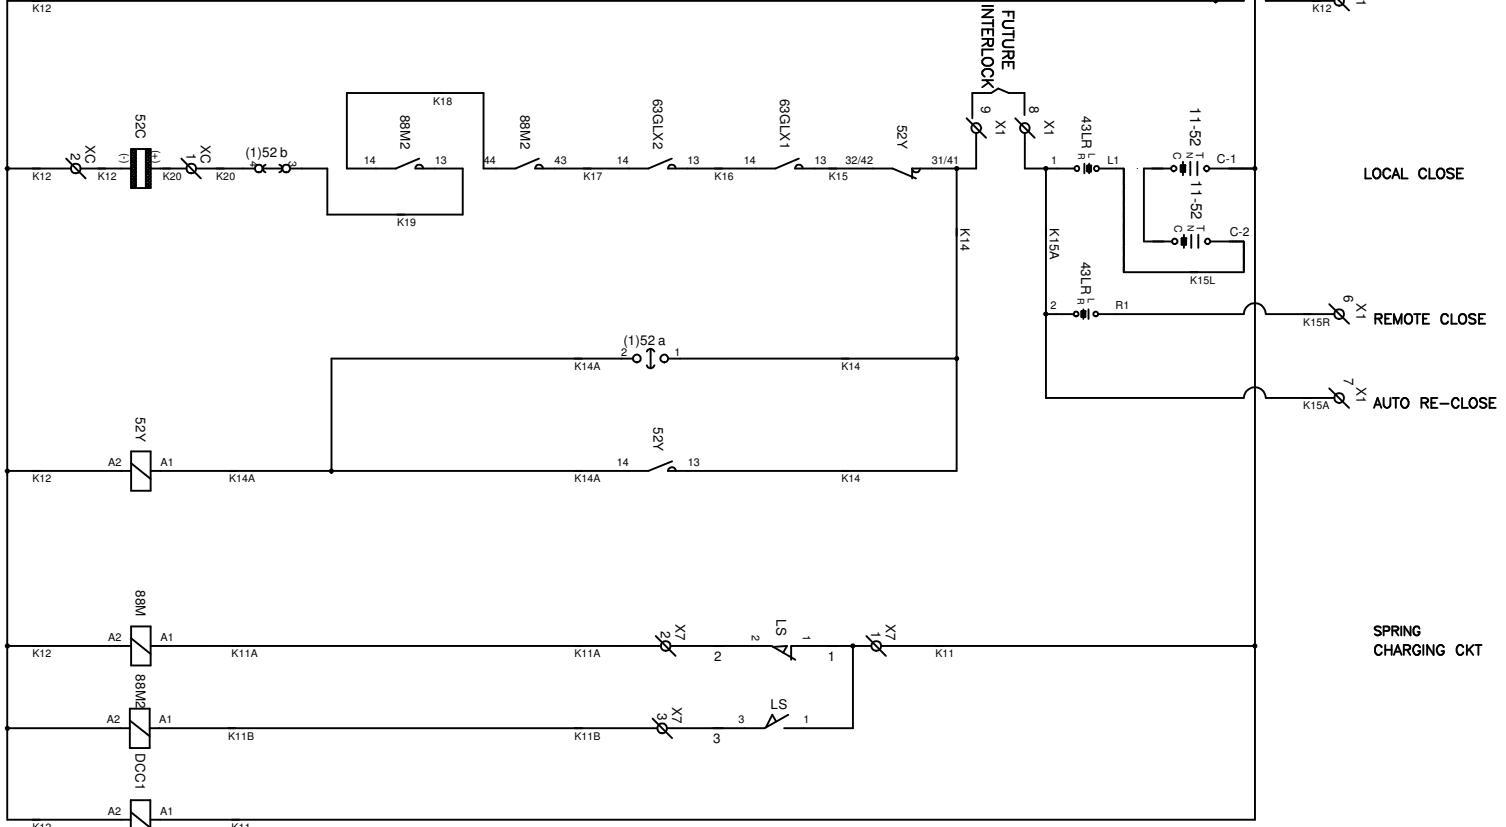 K12
K12
1
FUTURE
INTERLOCK
K18
52C
XC
2
XC
1
(1)52 b
4
3
88M2
14
13
88M2
44
43
63GLX2
14
13
63GLX1
14
13
52Y
32/42
31/41
9
X1
8
X1
43LR
L
R
1
L1
11-52
T
N
C
C-1
LOCAL CLOSE
K12
K12
(-)
(+)
K20
K20
K19
K17
K16
K15
K14
K15A
11-52
T
N
C
C-2
K15L
43LR
L
R
2
R1
6
X1
K15R
REMOTE CLOSE
(1)52 a
2
1
K14A
K14
7
X1
K15A
AUTO RE-CLOSE
52Y
A2
A1
52Y
14
13
K12
K14A
K14A
K14
88M
A2
A1
X7
2
LS
2
1
X7
1
SPRING
CHARGING CKT
K12
K11A
K11A
2
1
K11
88M2
A2
A1
X7
3
LS
3
1
K12
K11B
K11B
3
DCC1
A2
A1
K12
K11